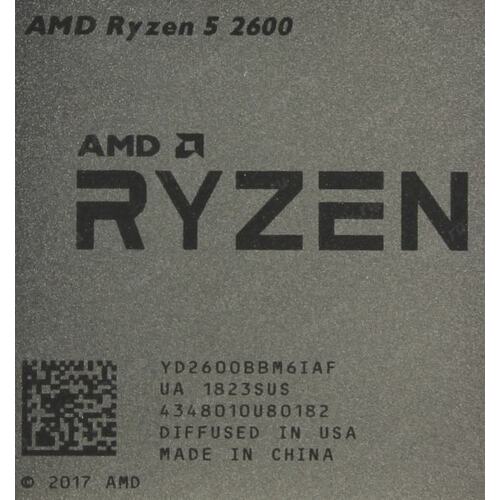 AMD Ryzen 5 2600
AMD
RYZEN
YD2600BBM6IAF
UA 1823SUS
4348010U80182
DIFFUSED IN USA
MADE IN CHINA
© 2017 AMD